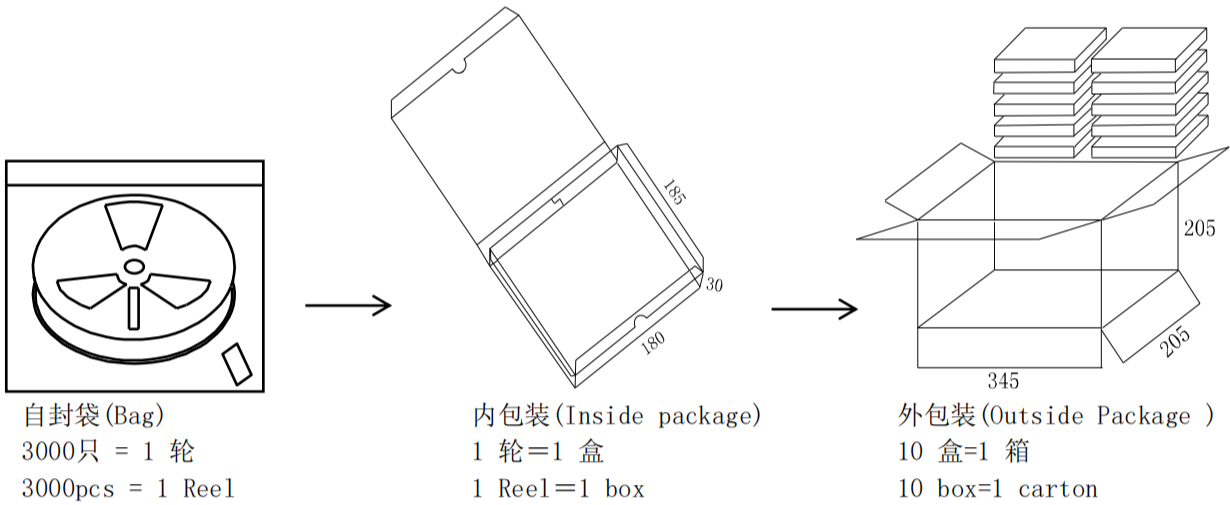 185
30
180
205
205
345
自封袋(Bag)
3000只 = 1 轮
3000pcs = 1 Reel
内包装(Inside package)
1 轮＝1 盒
1 Reel＝1 box
外包装(Outside Package )
10 盒=1 箱
10 box=1 carton